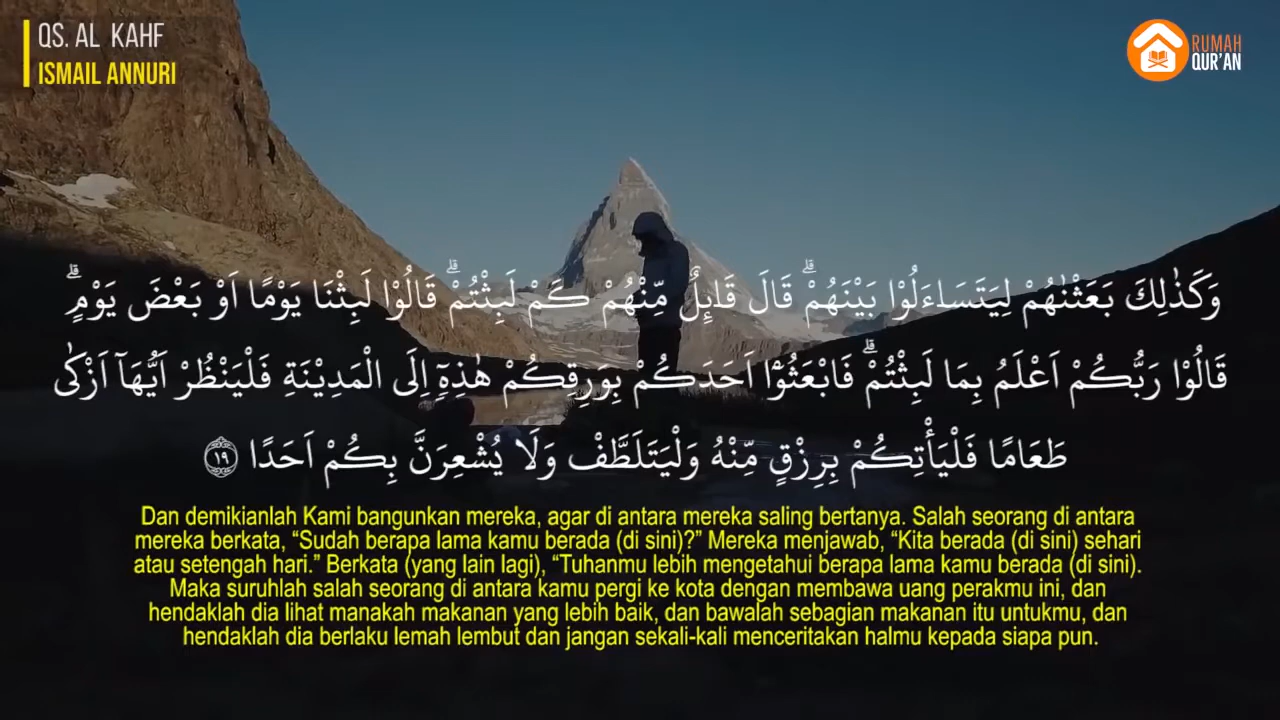 QS. AL KAHF
ISMAIL ANNURI
RUMAH
QUR'AN
وَكَذٰلِكَ بَعَثْنٰهُمْ لِيَتَسَاۤءَلُوْا بَيْنَهُمْۗ قَالَ قَاۤىِٕلٌ مِّنْهُمْ كَمْ لَبِثْتُمْۗ قَالُوْا لَبِثْنَا يَوْمًا اَوْ بَعْضَ يَوْمٍۗ
قَالُوْا رَبُّكُمْ اَعْلَمُ بِمَا لَبِثْتُمْۗ فَابْعَثُوْٓا اَحَدَكُمْ بِوَرِقِكُمْ هٰذِهٖٓ اِلَى الْمَدِيْنَةِ فَلْيَنْظُرْ اَيُّهَآ اَزْكٰى
طَعَامًا فَلْيَأْتِكُمْ بِرِزْقٍ مِّنْهُ وَلْيَتَلَطَّفْ وَلَا يُشْعِرَنَّ بِكُمْ اَحَدًا ١٩
Dan demikianlah Kami bangunkan mereka, agar di antara mereka saling bertanya. Salah seorang di antara
mereka berkata, “Sudah berapa lama kamu berada (di sini)?” Mereka menjawab, “Kita berada (di sini) sehari
atau setengah hari.” Berkata (yang lain lagi), “Tuhanmu lebih mengetahui berapa lama kamu berada (di sini).
Maka suruhlah salah seorang di antara kamu pergi ke kota dengan membawa uang perakmu ini, dan
hendaklah dia lihat manakah makanan yang lebih baik, dan bawalah sebagian makanan itu untukmu, dan
hendaklah dia berlaku lemah lembut dan jangan sekali-kali menceritakan halmu kepada siapa pun.